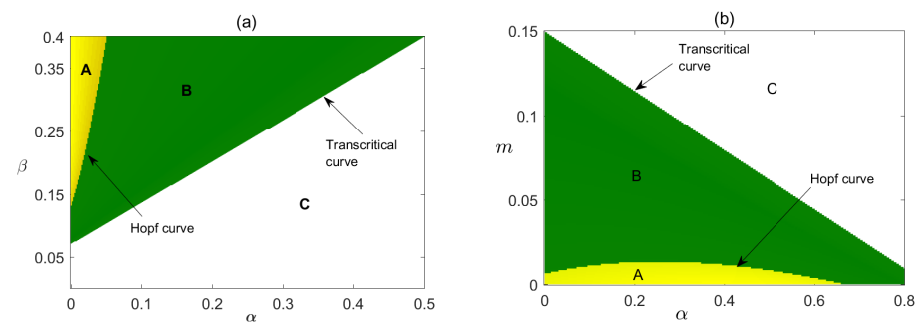 (a)
0.4
0.35
0.25
0.15
0.05
β
A
B
C
Transcritical
curve
Hopf curve
0
0.1
0.2
0.3
0.4
0.5
α
(b)
0.15
0.1
0.05
0
m
Transcritical
curve
C
B
Hopf curve
A
0
0.2
0.4
0.6
0.8
α